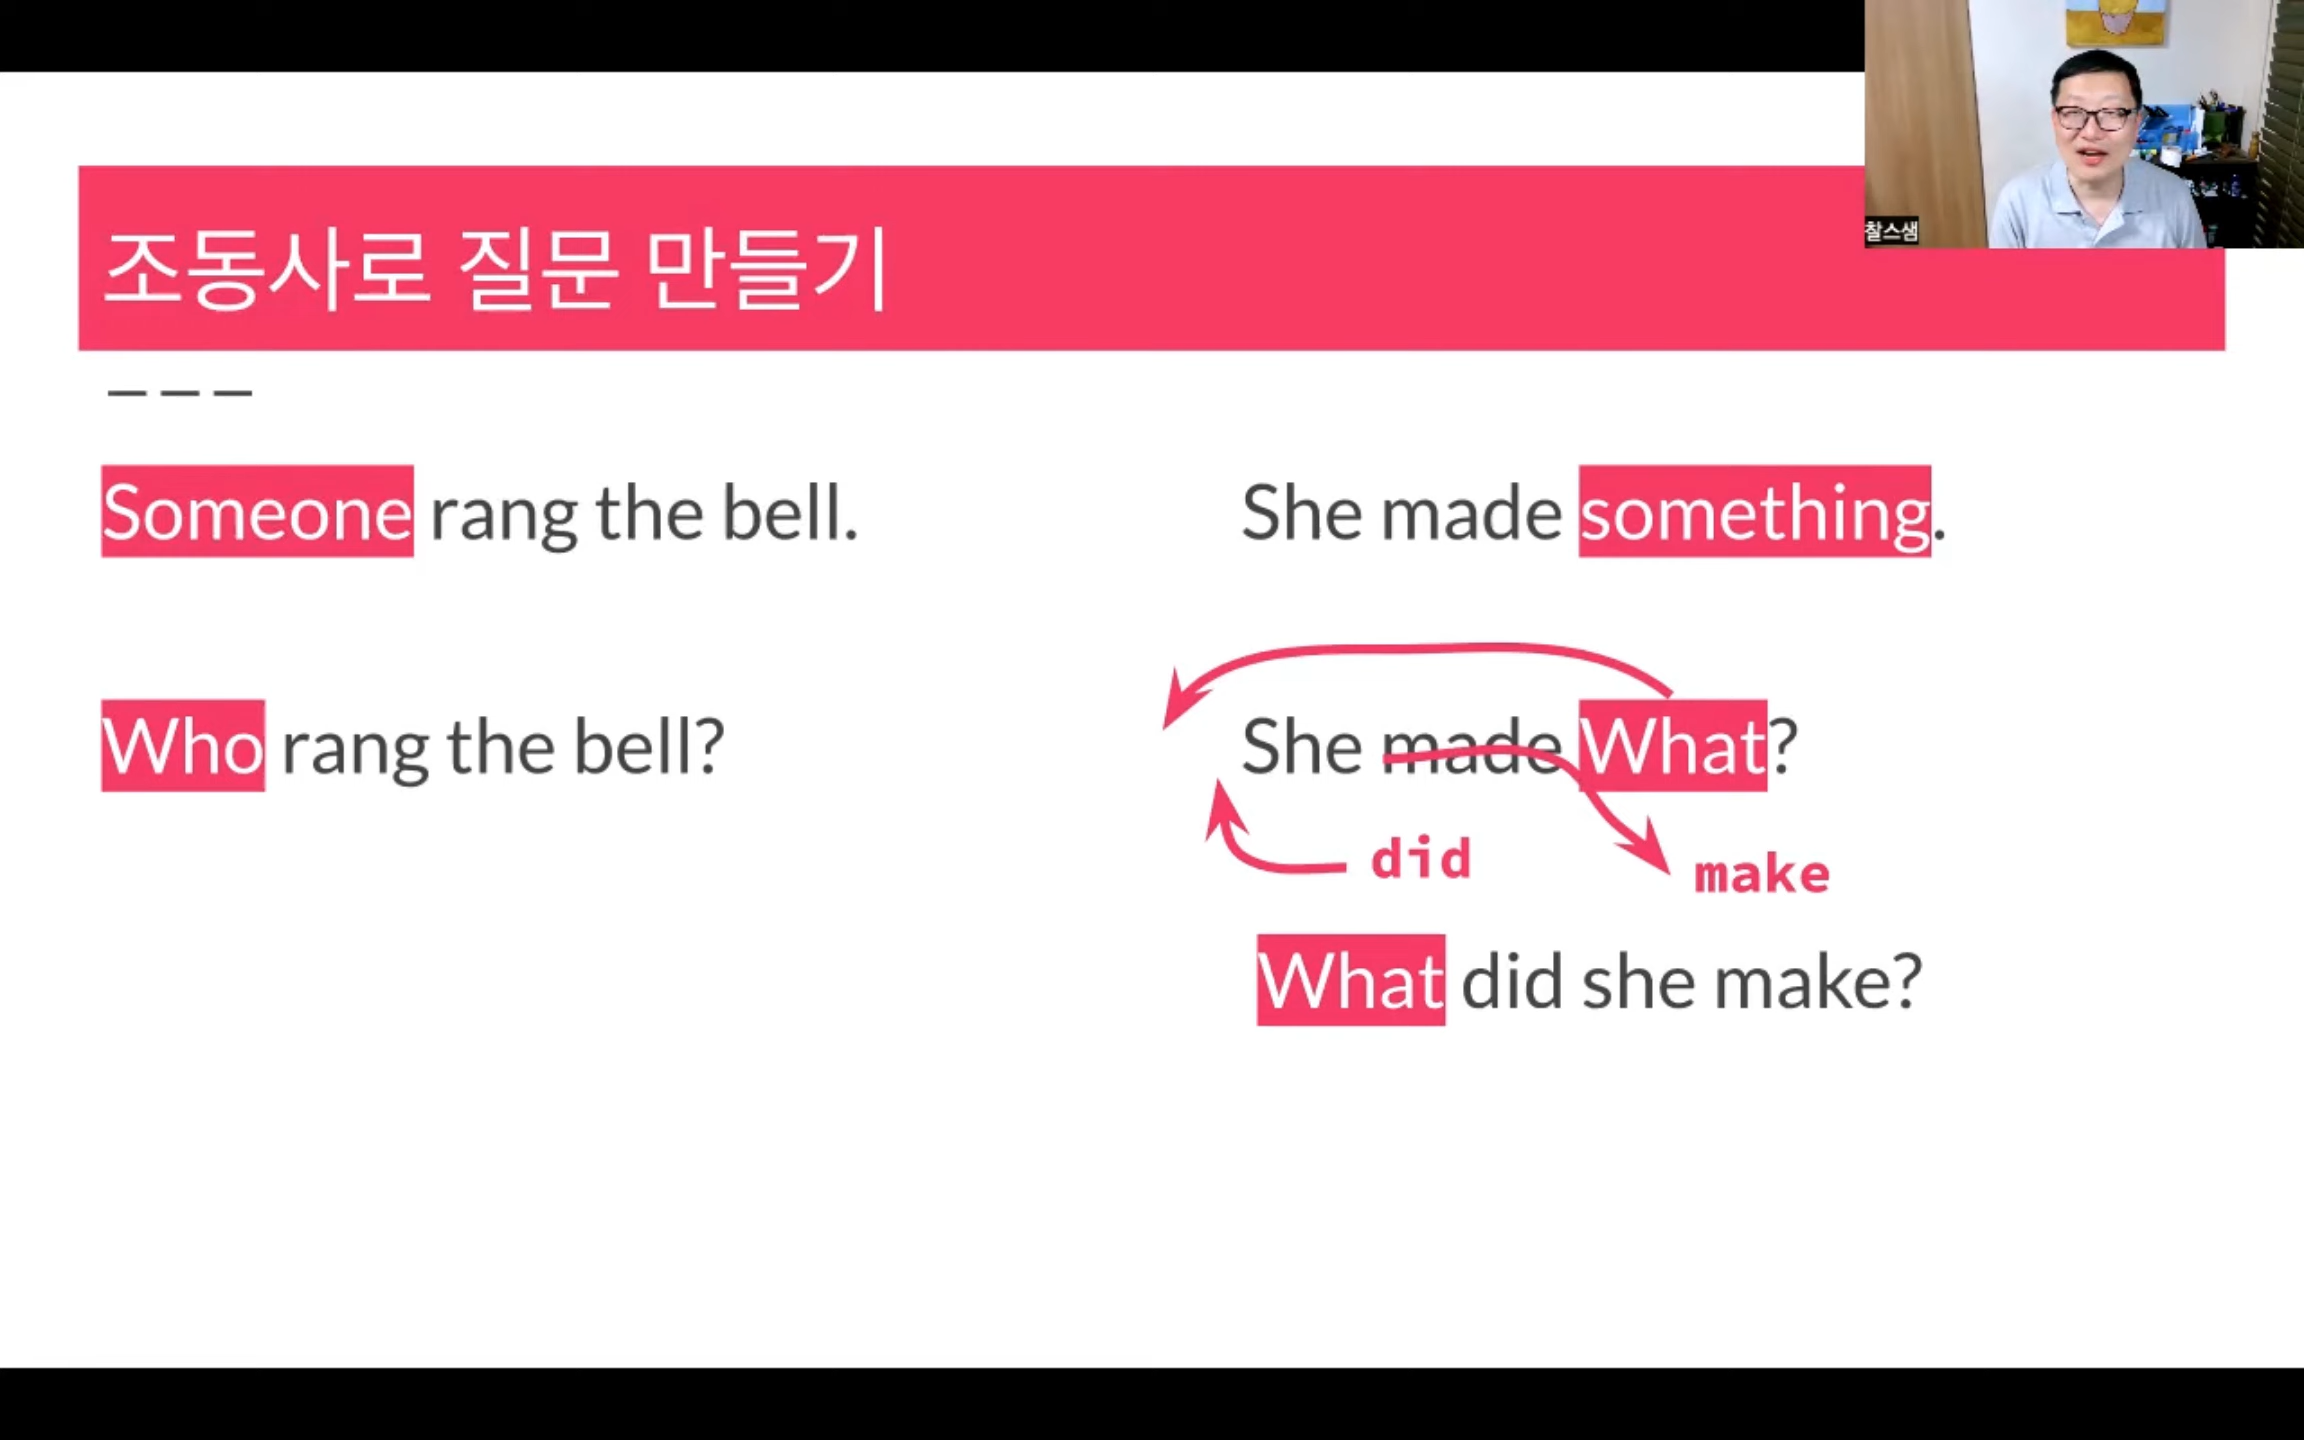 찰스샘
조동사로 질문 만들기
Someone rang the bell.
Who rang the bell?
She made something.
She made What?
did
make
What did she make?